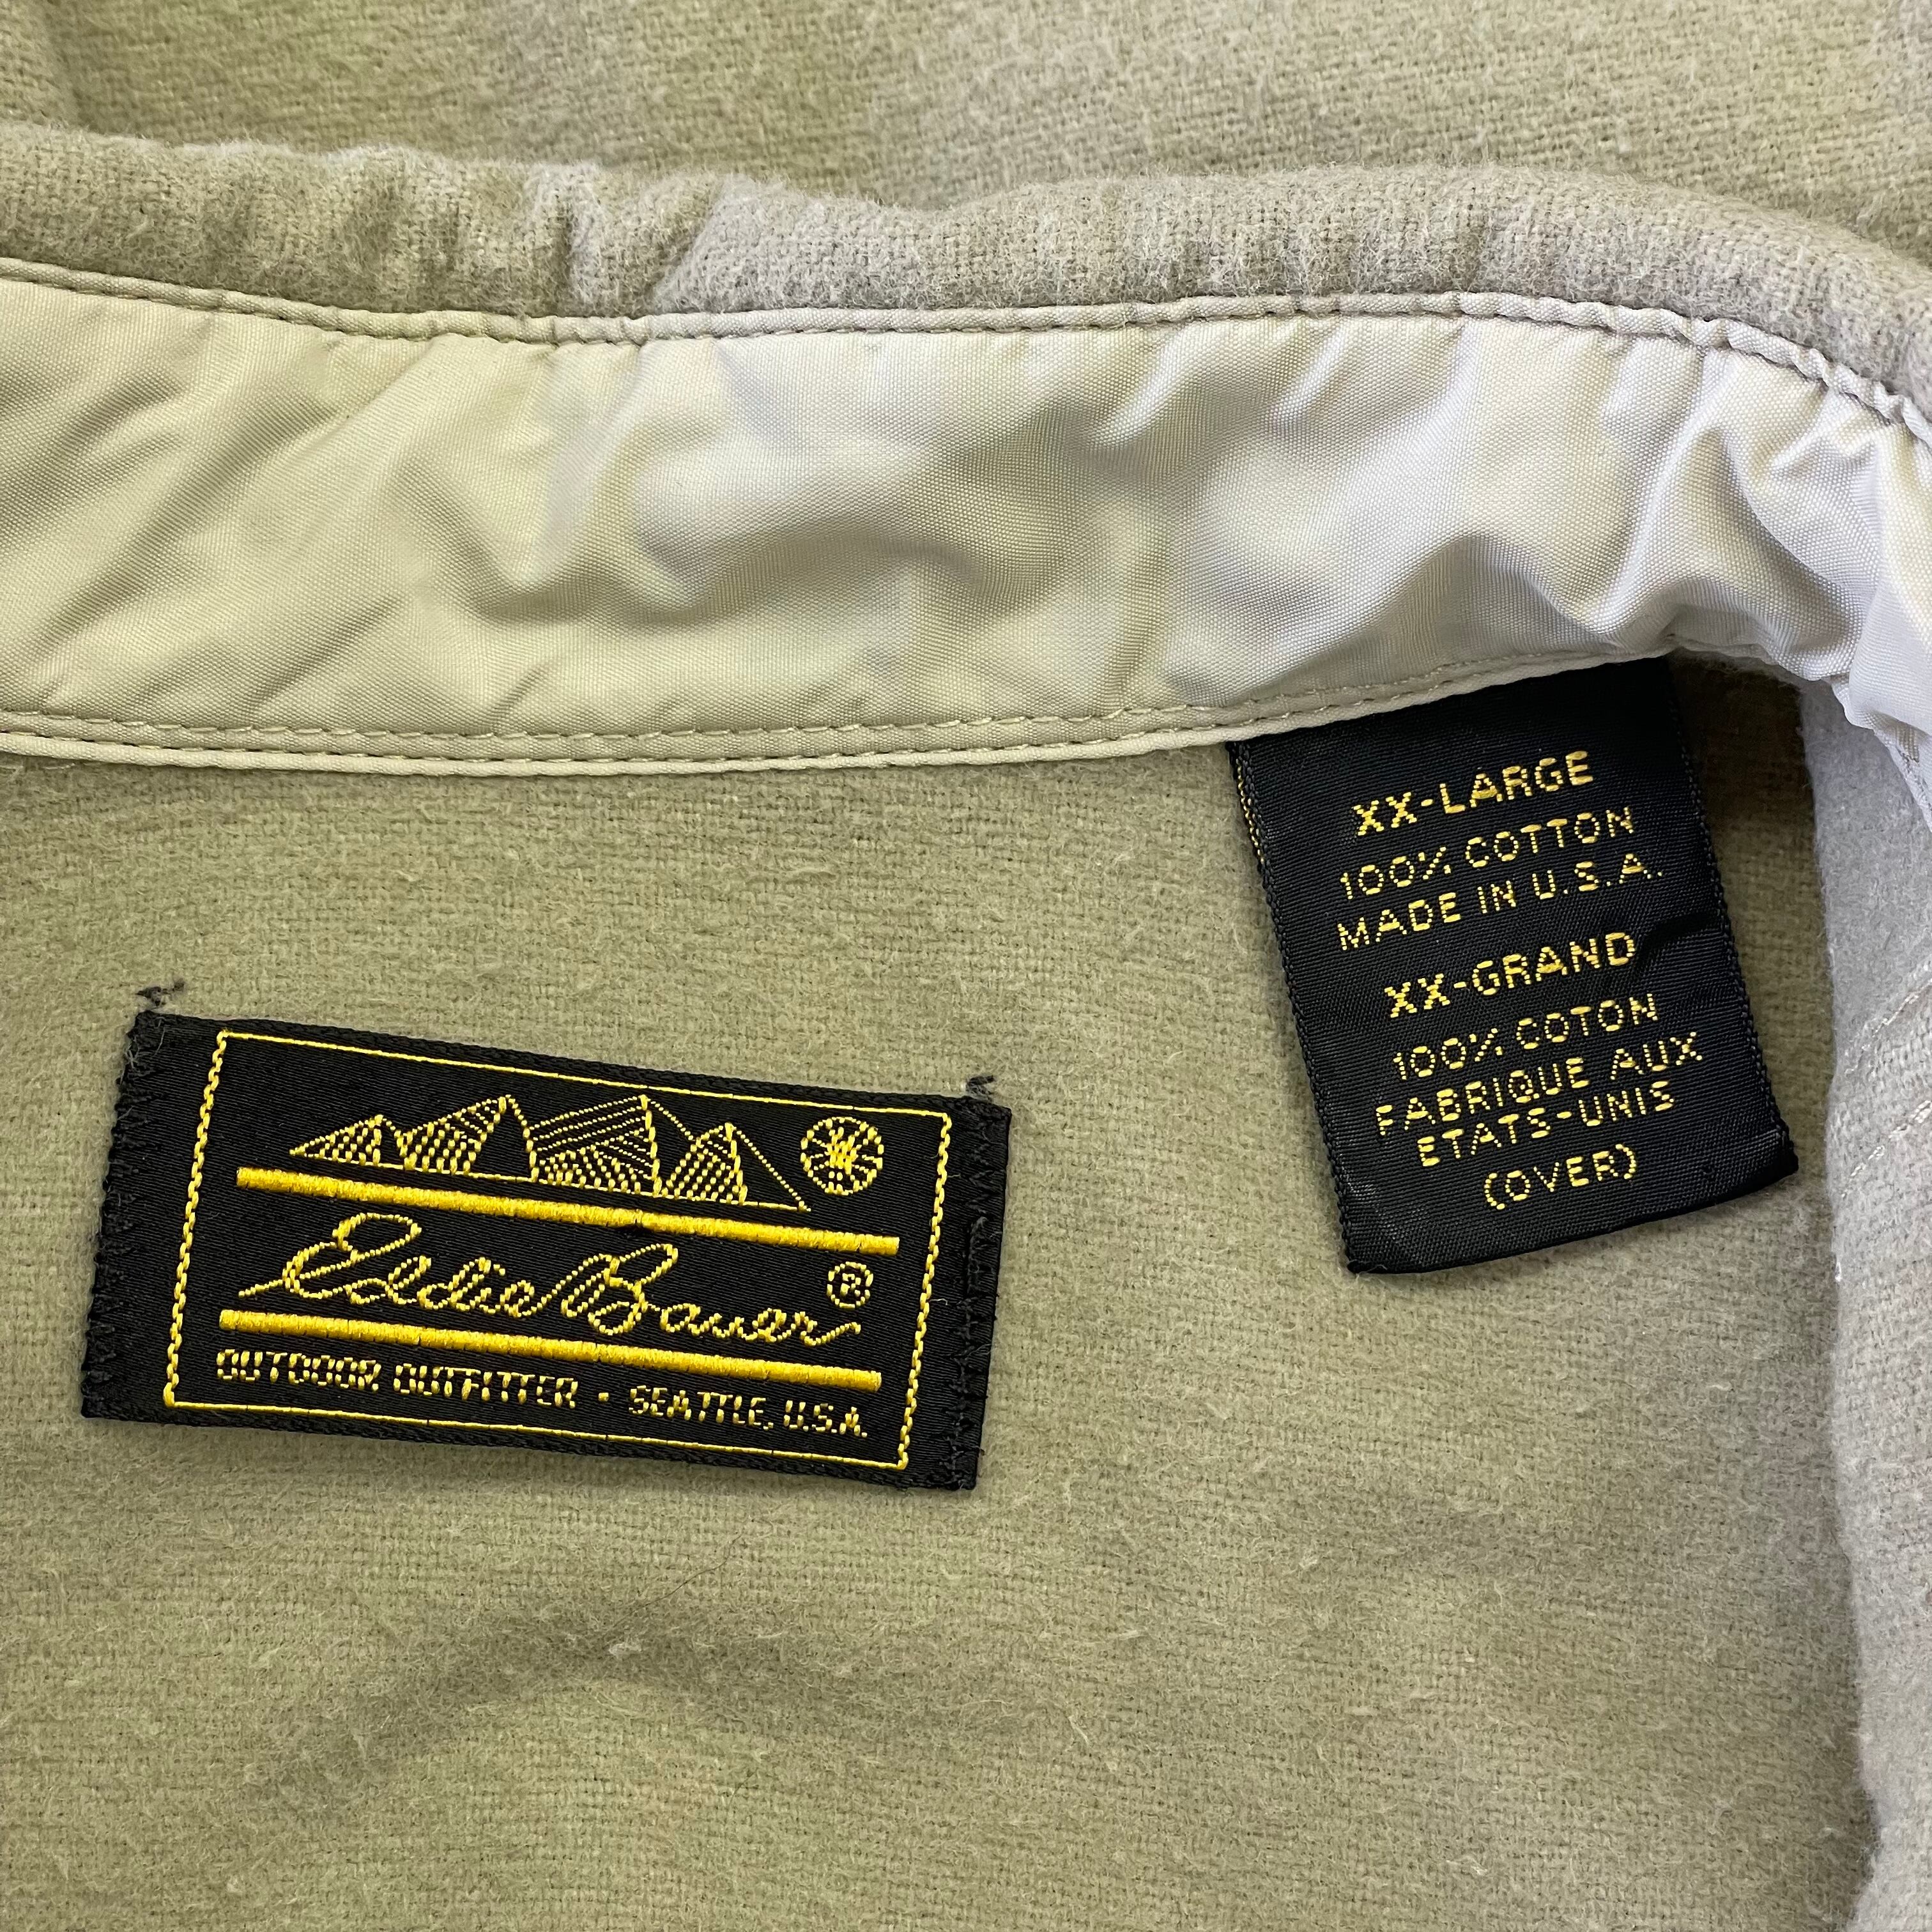 Eddie Bauer ®
OUTDOOR OUTFITTER · SEATTLE, U.S.A.
XX-LARGE
100% COTTON
MADE IN U.S.A.
XX-GRAND
100% COTON
FABRIQUE AUX
ETATS-UNIS
(OVER)